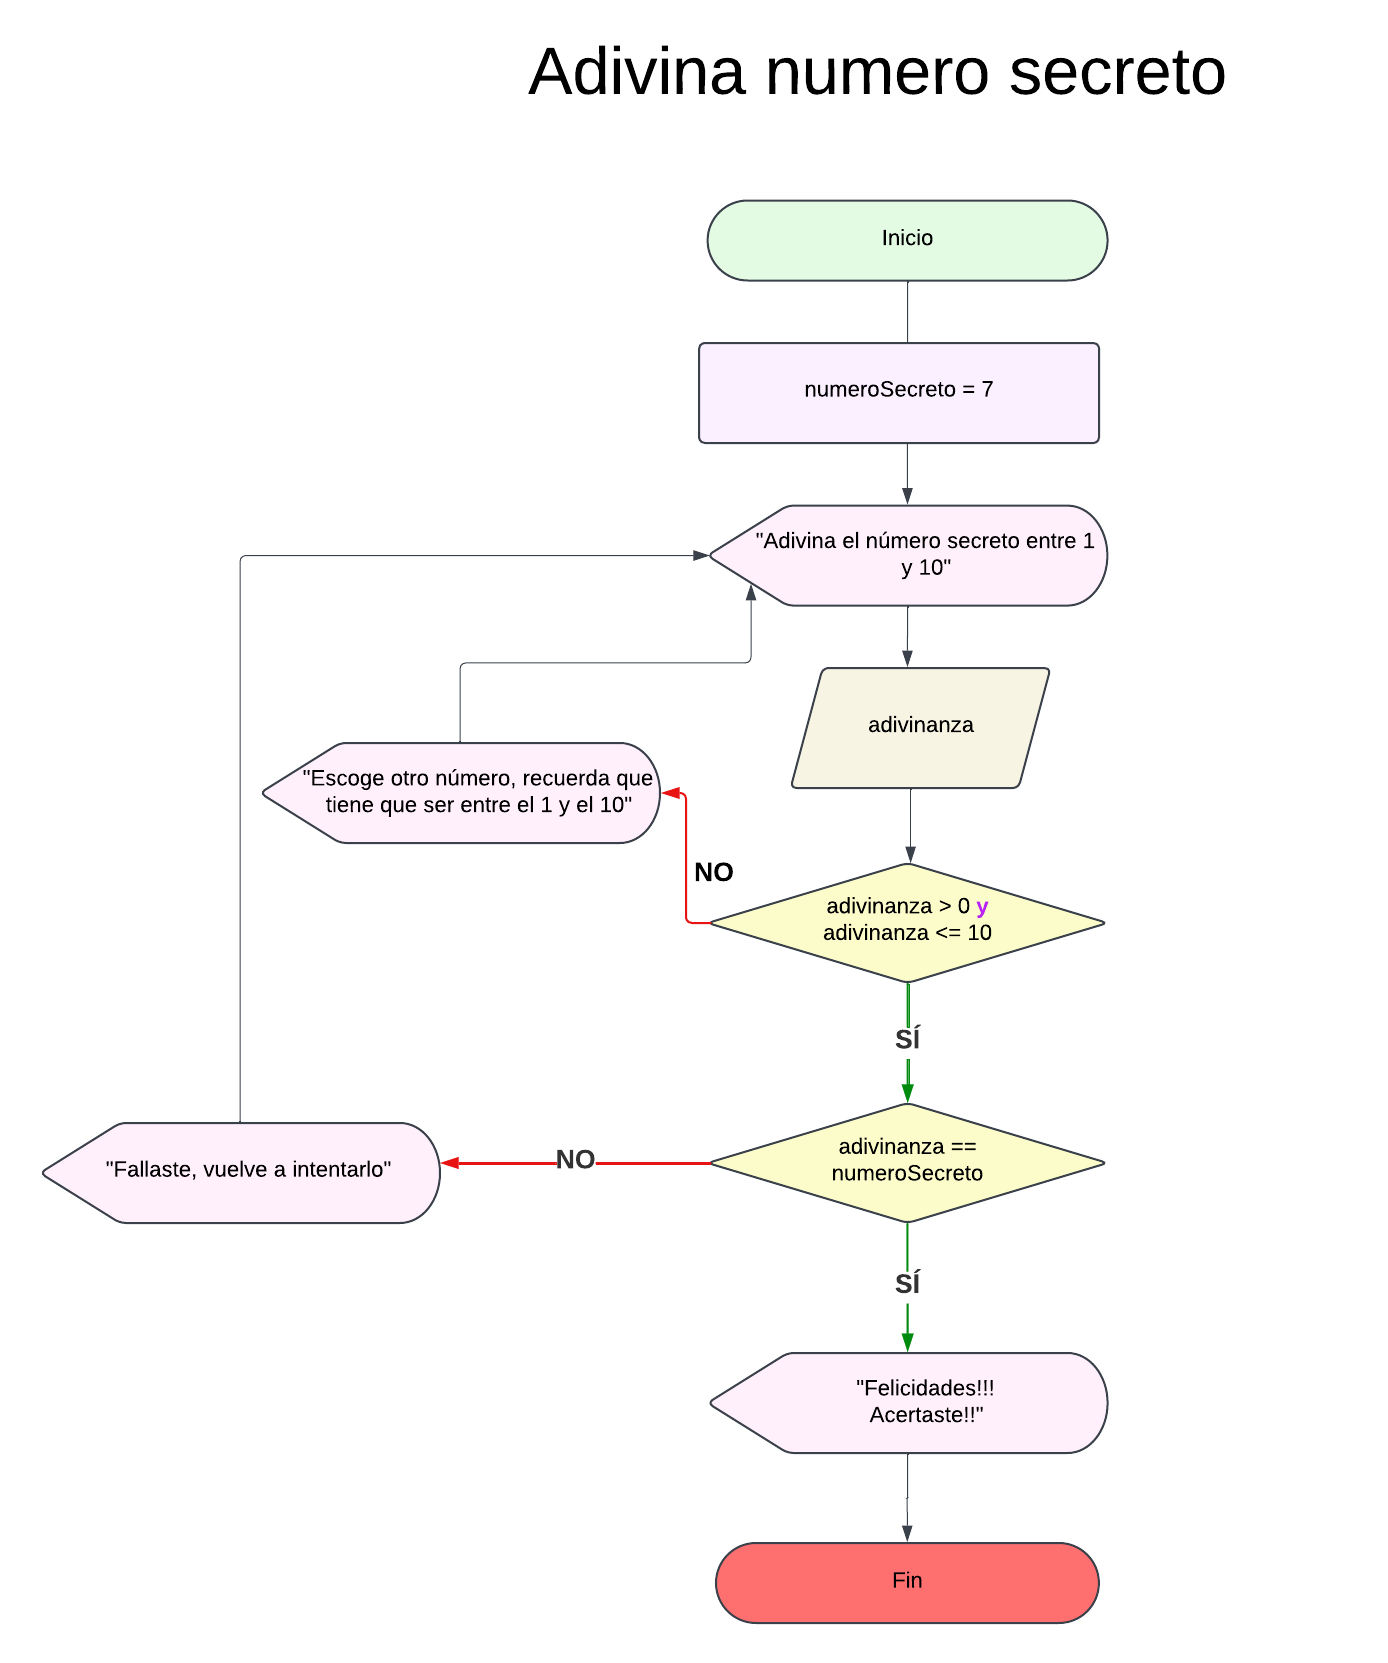 Adivina numero secreto
Inicio
numeroSecreto = 7
"Adivina el número secreto entre 1
y 10"
adivinanza
"Escoge otro número, recuerda que
tiene que ser entre el 1 y el 10"
NO
adivinanza > 0 y
adivinanza <= 10
SÍ
adivinanza ==
numeroSecreto
NO
"Fallaste, vuelve a intentarlo"
SÍ
"Felicidades!!!
Acertaste!!"
Fin